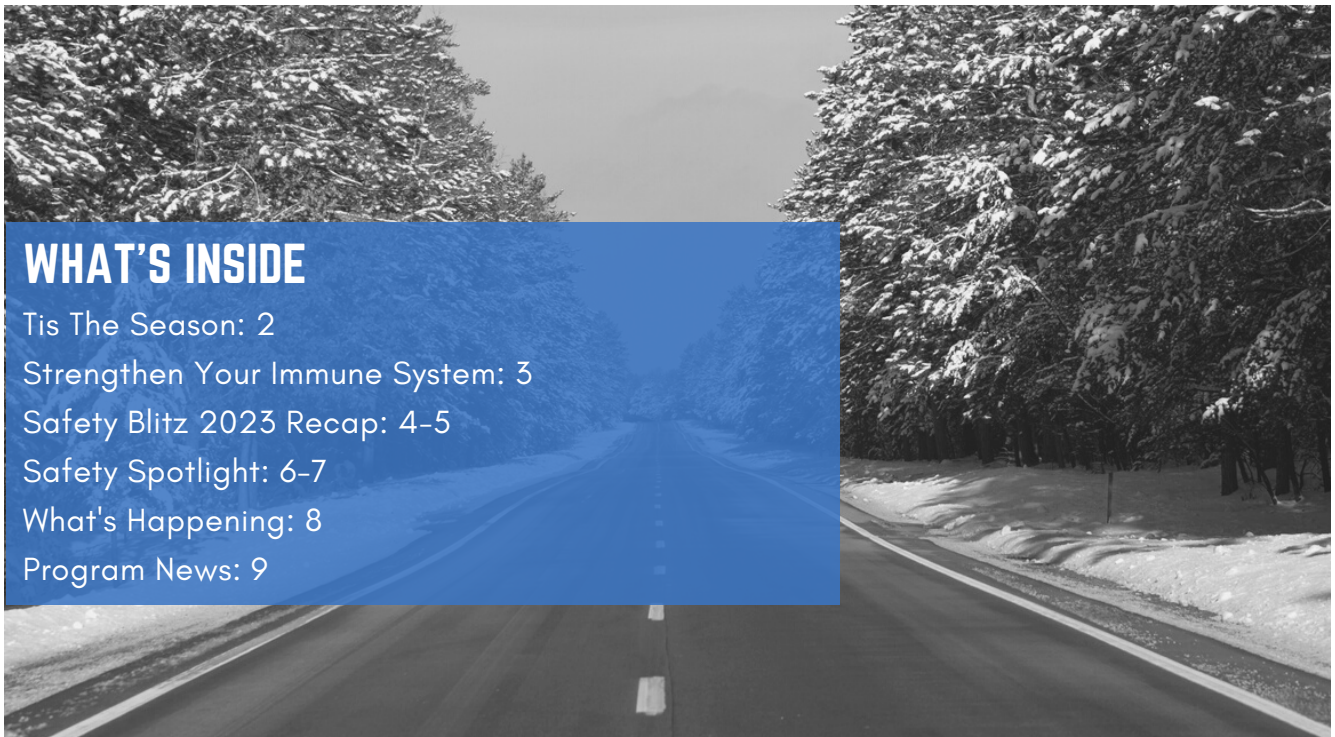 WHAT'S INSIDE
Tis The Season: 2
Strengthen Your Immune System: 3
Safety Blitz 2023 Recap: 4-5
Safety Spotlight: 6-7
What's Happening: 8
Program News: 9